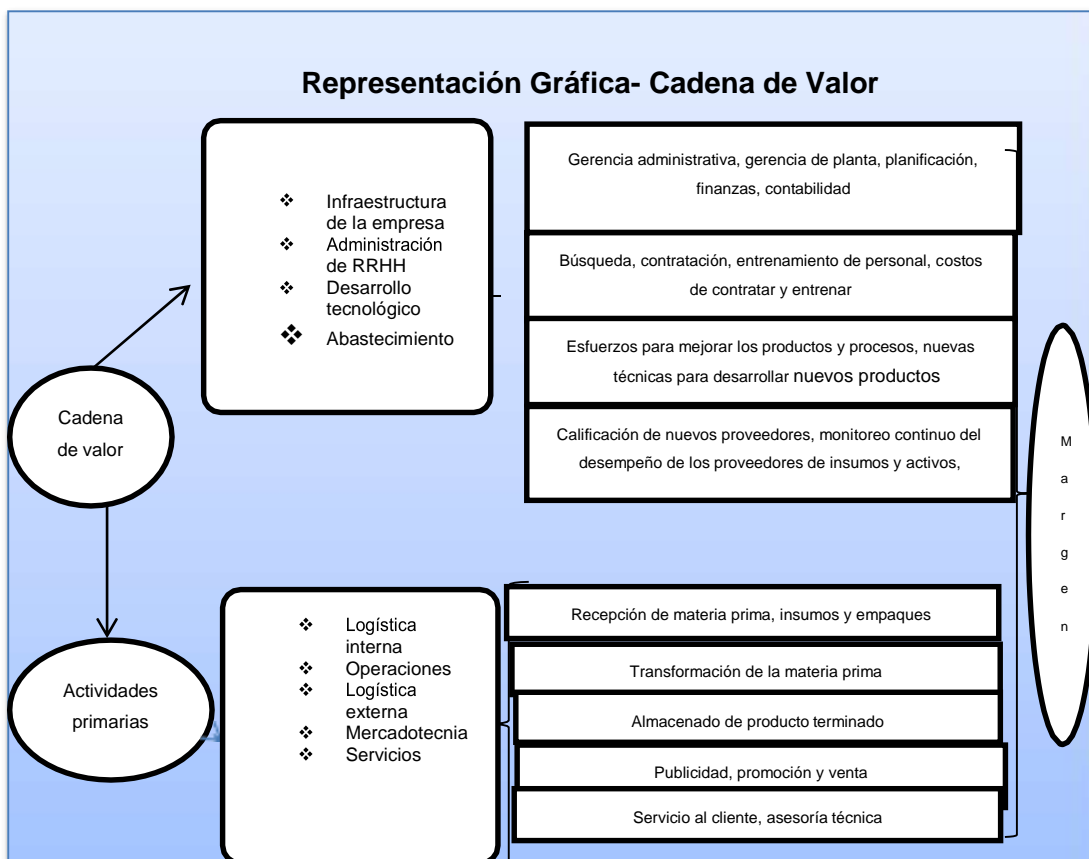 Representación Gráfica- Cadena de Valor
❖ Infraestructura
de la empresa
❖ Administración
de RRHH
❖ Desarrollo
tecnológico
❖ Abastecimiento
Gerencia administrativa, gerencia de planta, planificación,
finanzas, contabilidad
Búsqueda, contratación, entrenamiento de personal, costos
de contratar y entrenar
Esfuerzos para mejorar los productos y procesos, nuevas
técnicas para desarrollar nuevos productos
Calificación de nuevos proveedores, monitoreo continuo del
desempeño de los proveedores de insumos y activos,
Cadena
de valor
M
a
r
g
e
n
Actividades
primarias
❖ Logística
interna
❖ Operaciones
❖ Logística
externa
❖ Mercadotecnia
❖ Servicios
Recepción de materia prima, insumos y empaques
Transformación de la materia prima
Almacenado de producto terminado
Publicidad, promoción y venta
Servicio al cliente, asesoría técnica